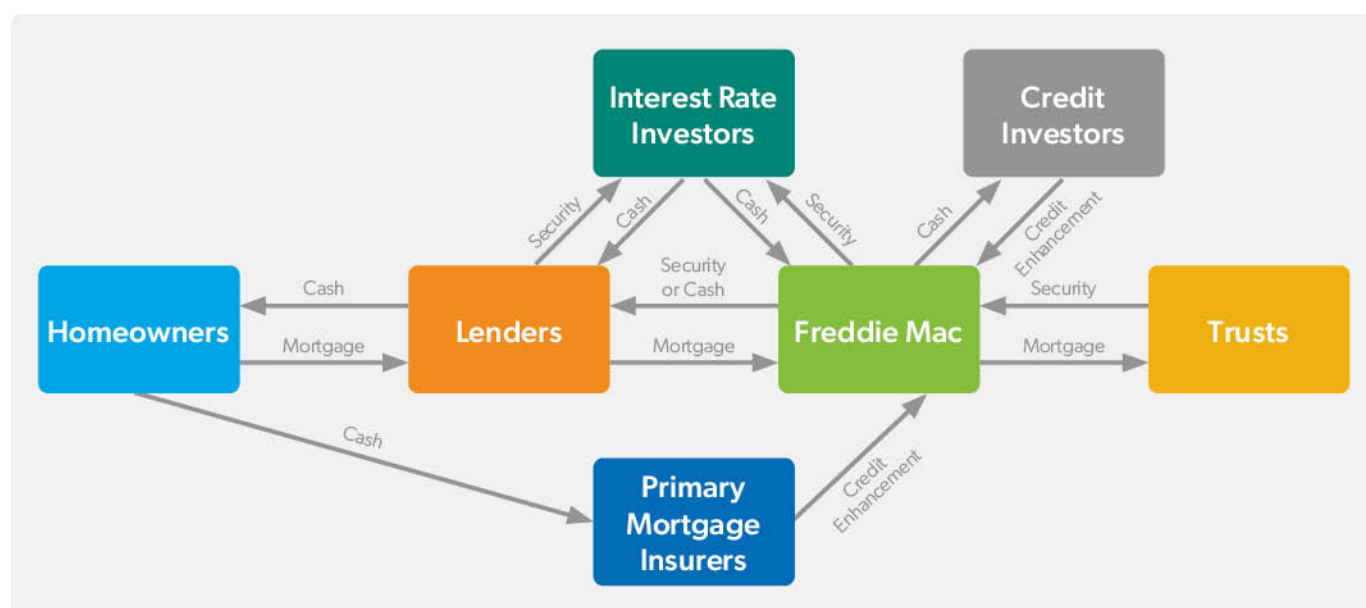 Interest Rate
Investors
Credit
Investors
Security
Cash
Cash
Security
Cash
Credit
Enhancement
Homeowners
Cash
Mortgage
Lenders
Security
or Cash
Mortgage
Freddie Mac
Security
Mortgage
Trusts
Cash
Primary
Mortgage
Insurers
Credit
Enhancement